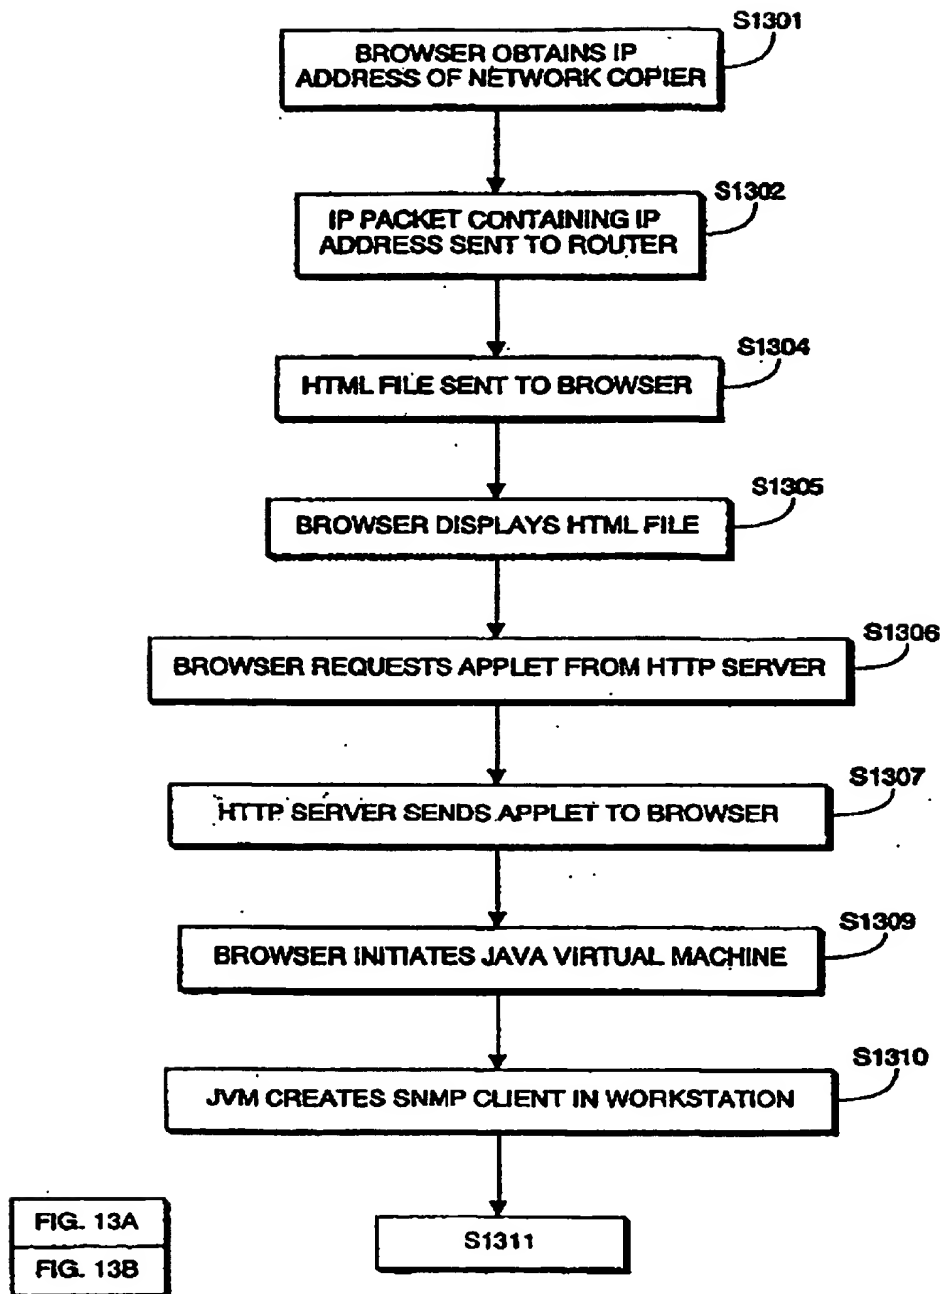 S1301
BROWSER OBTAINS IP
ADDRESS OF NETWORK COPIER
S1302
IP PACKET CONTAINING IP
ADDRESS SENT TO ROUTER
S1304
HTML FILE SENT TO BROWSER
S1305
BROWSER DISPLAYS HTML FILE
S1306
BROWSER REQUESTS APPLET FROM HTTP SERVER
S1307
HTTP SERVER SENDS APPLET TO BROWSER
S1309
BROWSER INITIATES JAVA VIRTUAL MACHINE
S1310
JVM CREATES SNMP CLIENT IN WORKSTATION
S1311
FIG. 13A
FIG. 13B